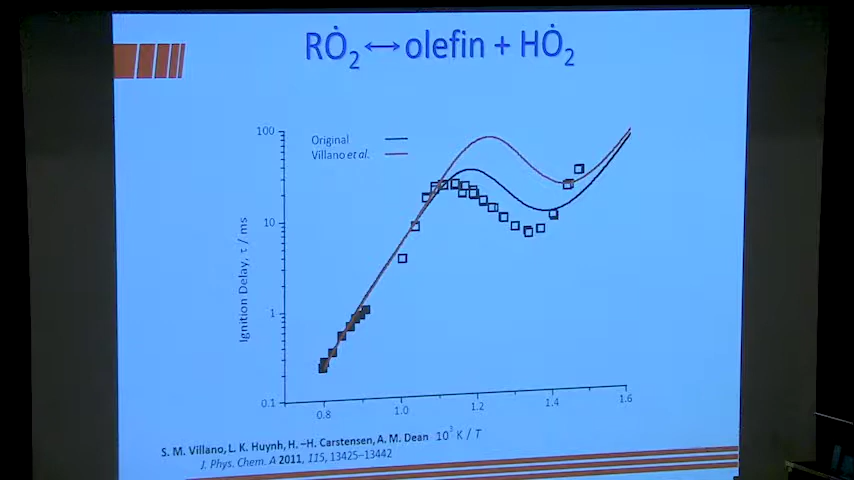 RȮ₂ ↔ olefin + HȮ₂
100
Original
Villano et al.
10
1
0.1
Ignition Delay, τ / ms
0.8
1.0
1.2
1.4
1.6
10³ K / T
S. M. Villano, L. K. Huynh, H. –H. Carstensen, A. M. Dean
J. Phys. Chem. A 2011, 115, 13425–13442